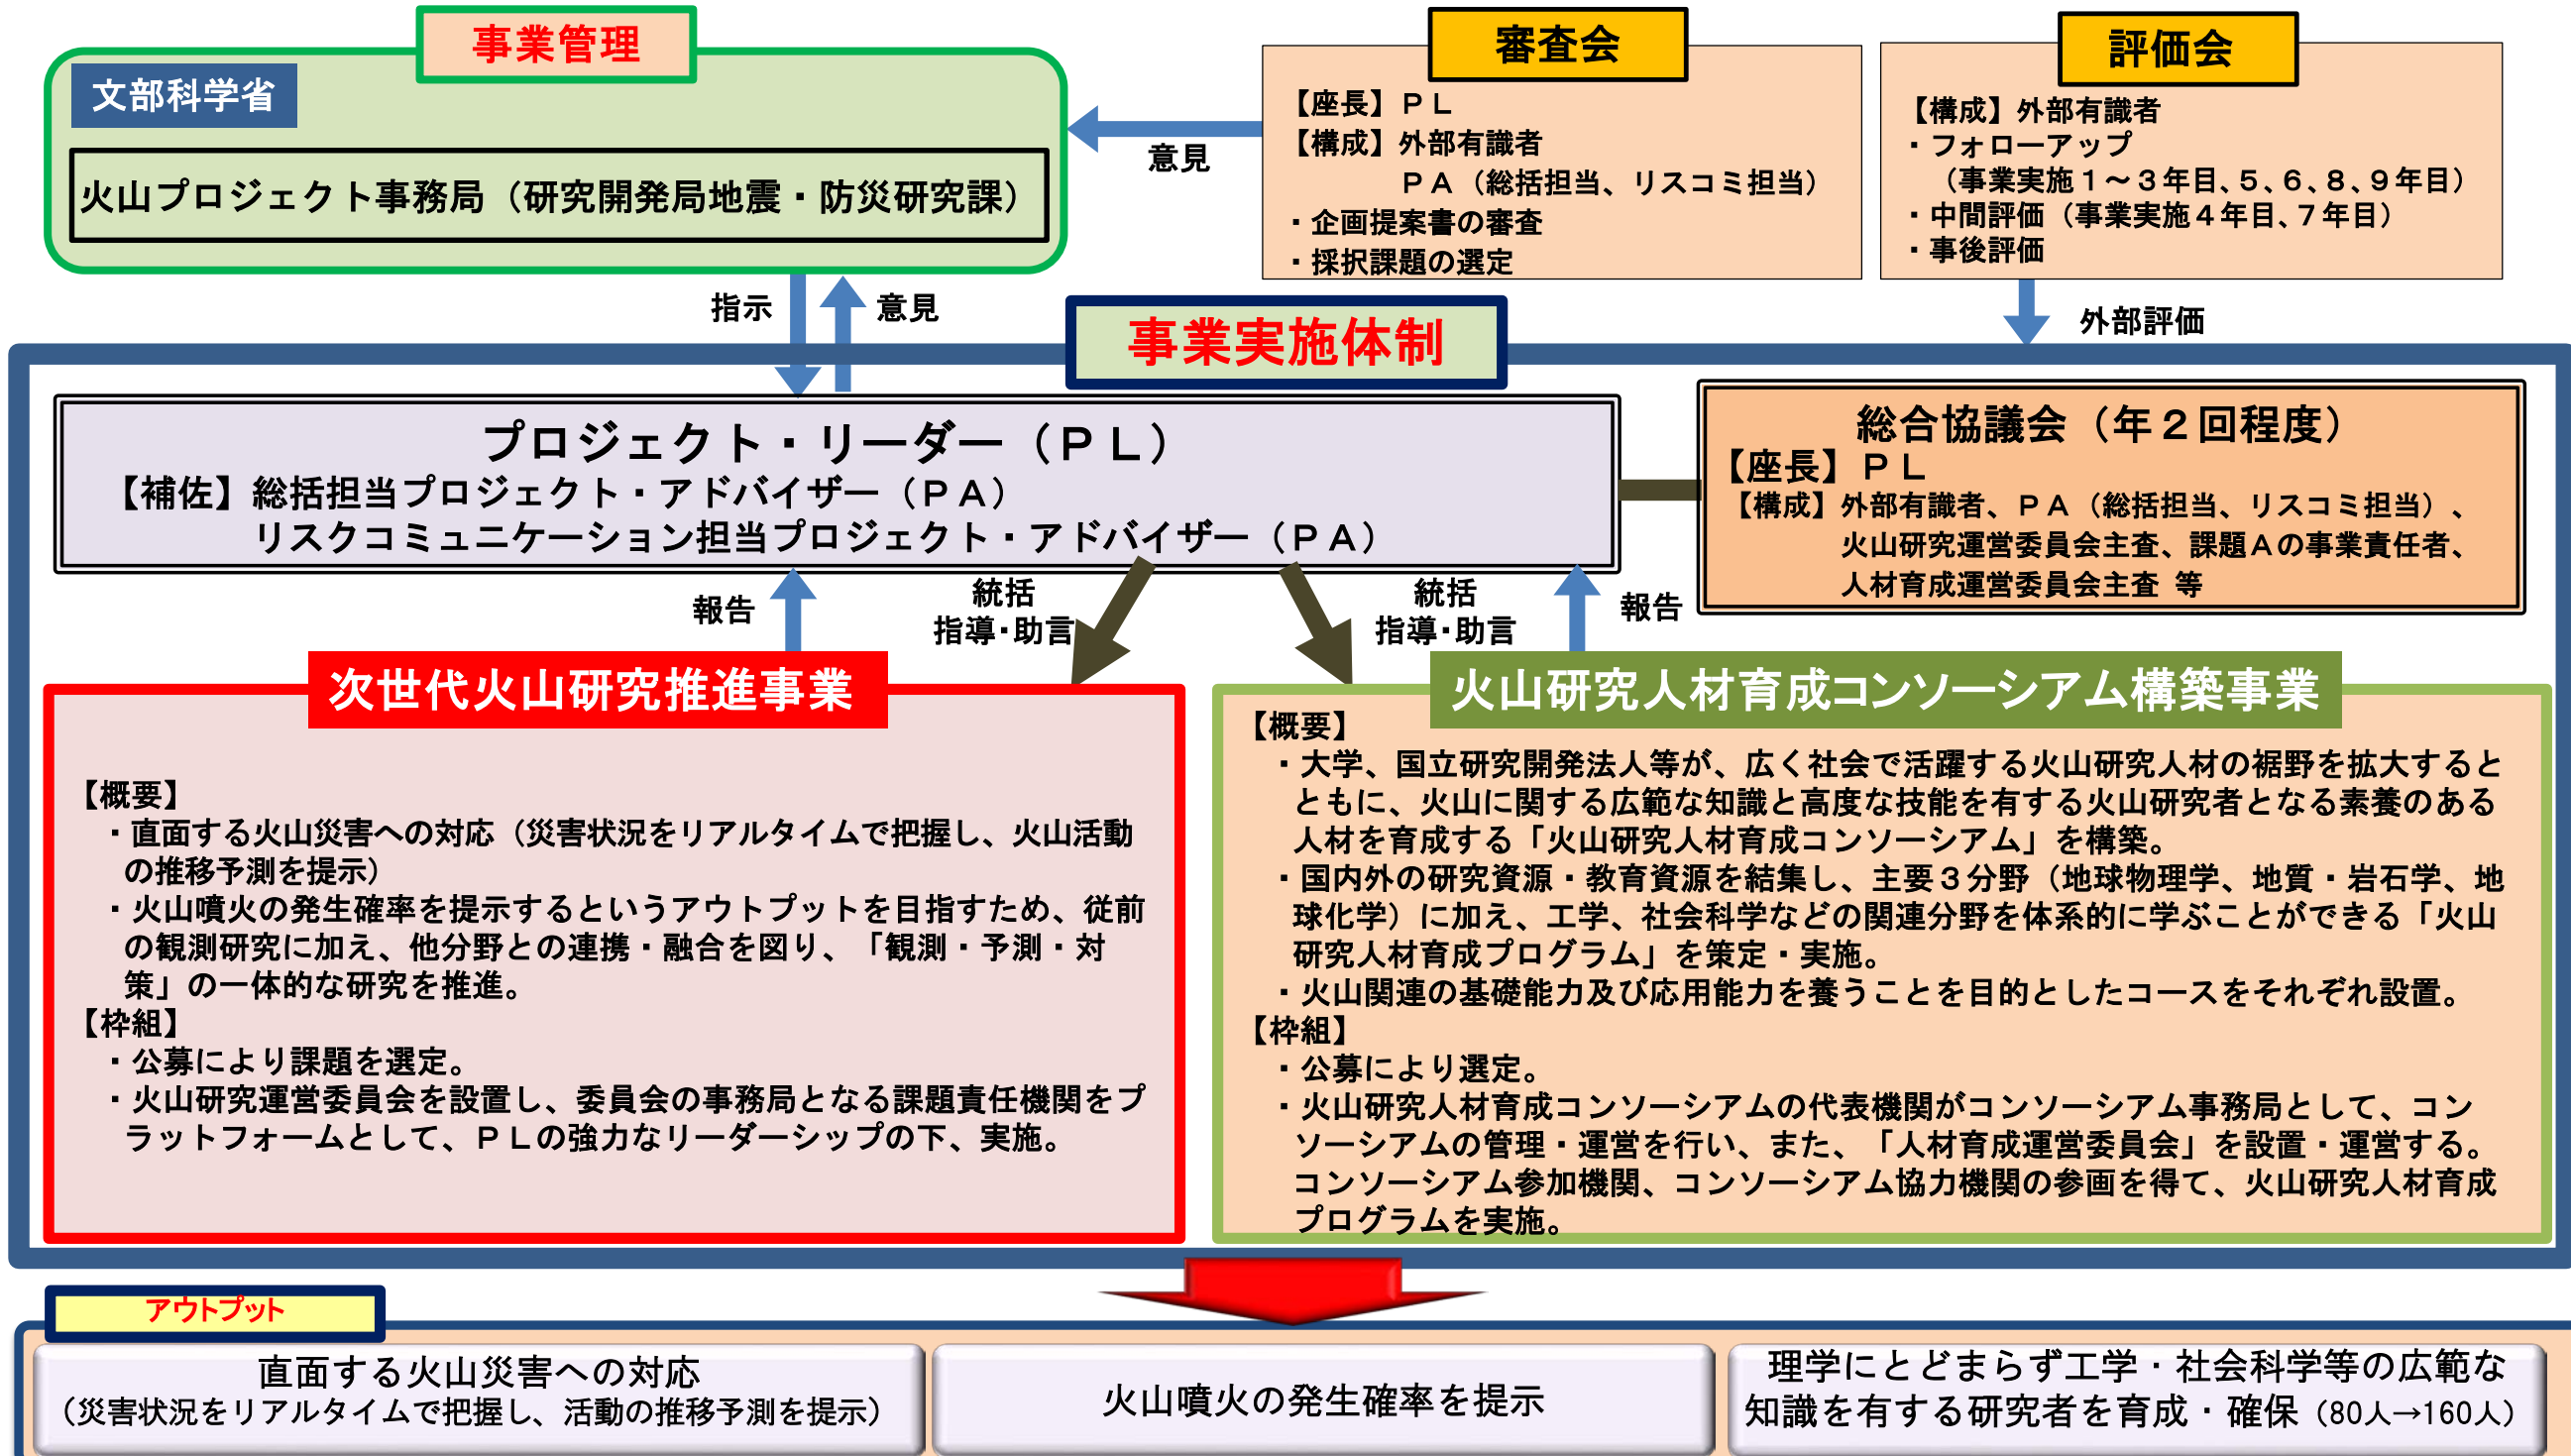 事業管理
文部科学省
火山プロジェクト事務局（研究開発局地震・防災研究課）
意見
審査会
【座長】ＰＬ
【構成】外部有識者
ＰＡ（総括担当、リスコミ担当）
・企画提案書の審査
・採択課題の選定
評価会
【構成】外部有識者
・フォローアップ
（事業実施１～３年目、５、６、８、９年目）
・中間評価（事業実施４年目、７年目）
・事後評価
指示
意見
外部評価
事業実施体制
プロジェクト・リーダー（ＰＬ）
【補佐】総括担当プロジェクト・アドバイザー（ＰＡ）
リスクコミュニケーション担当プロジェクト・アドバイザー（ＰＡ）
総合協議会（年２回程度）
【座長】ＰＬ
【構成】外部有識者、ＰＡ（総括担当、リスコミ担当）、
火山研究運営委員会主査、課題Ａの事業責任者、
人材育成運営委員会主査 等
報告
統括
指導・助言
統括
指導・助言
報告
次世代火山研究推進事業
【概要】
・直面する火山災害への対応（災害状況をリアルタイムで把握し、火山活動
の推移予測を提示）
・火山噴火の発生確率を提示するというアウトプットを目指すため、従前
の観測研究に加え、他分野との連携・融合を図り、「観測・予測・対
策」の一体的な研究を推進。
【枠組】
・公募により課題を選定。
・火山研究運営委員会を設置し、委員会の事務局となる課題責任機関をプ
ラットフォームとして、ＰＬの強力なリーダーシップの下、実施。
火山研究人材育成コンソーシアム構築事業
【概要】
・大学、国立研究開発法人等が、広く社会で活躍する火山研究人材の裾野を拡大すると
ともに、火山に関する広範な知識と高度な技能を有する火山研究者となる素養のある
人材を育成する「火山研究人材育成コンソーシアム」を構築。
・国内外の研究資源・教育資源を結集し、主要３分野（地球物理学、地質・岩石学、地
球化学）に加え、工学、社会科学などの関連分野を体系的に学ぶことができる「火山
研究人材育成プログラム」を策定・実施。
・火山関連の基礎能力及び応用能力を養うことを目的としたコースをそれぞれ設置。
【枠組】
・公募により選定。
・火山研究人材育成コンソーシアムの代表機関がコンソーシアム事務局として、コン
ソーシアムの管理・運営を行い、また、「人材育成運営委員会」を設置・運営する。
コンソーシアム参加機関、コンソーシアム協力機関の参画を得て、火山研究人材育成
プログラムを実施。
アウトプット
直面する火山災害への対応
（災害状況をリアルタイムで把握し、活動の推移予測を提示）
火山噴火の発生確率を提示
理学にとどまらず工学・社会科学等の広範な
知識を有する研究者を育成・確保（80人→160人）